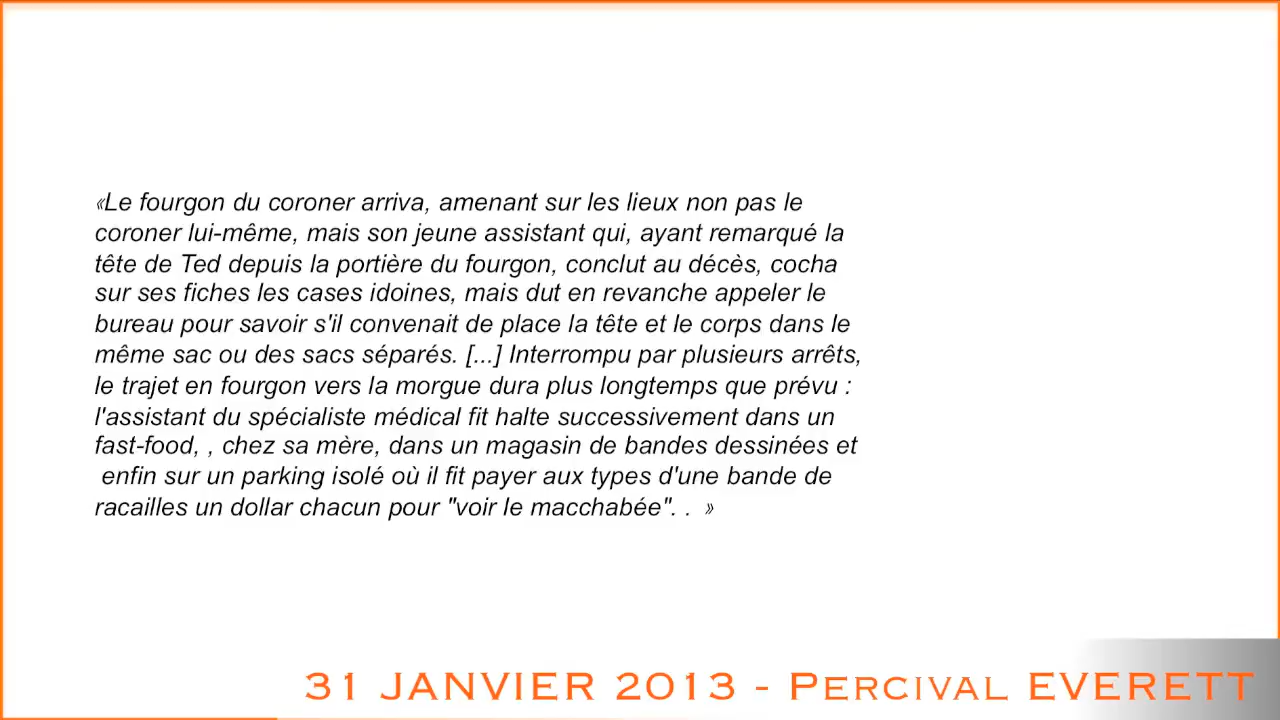 «Le fourgon du coroner arriva, amenant sur les lieux non pas le
coroner lui-même, mais son jeune assistant qui, ayant remarqué la
tête de Ted depuis la portière du fourgon, conclut au décès, cocha
sur ses fiches les cases idoines, mais dut en revanche appeler le
bureau pour savoir s'il convenait de place la tête et le corps dans le
même sac ou des sacs séparés. [...] Interrompu par plusieurs arrêts,
le trajet en fourgon vers la morgue dura plus longtemps que prévu :
l'assistant du spécialiste médical fit halte successivement dans un
fast-food, , chez sa mère, dans un magasin de bandes dessinées et
enfin sur un parking isolé où il fit payer aux types d'une bande de
racailles un dollar chacun pour "voir le macchabée". . »
31 JANVIER 2013 - PERCIVAL EVERETT